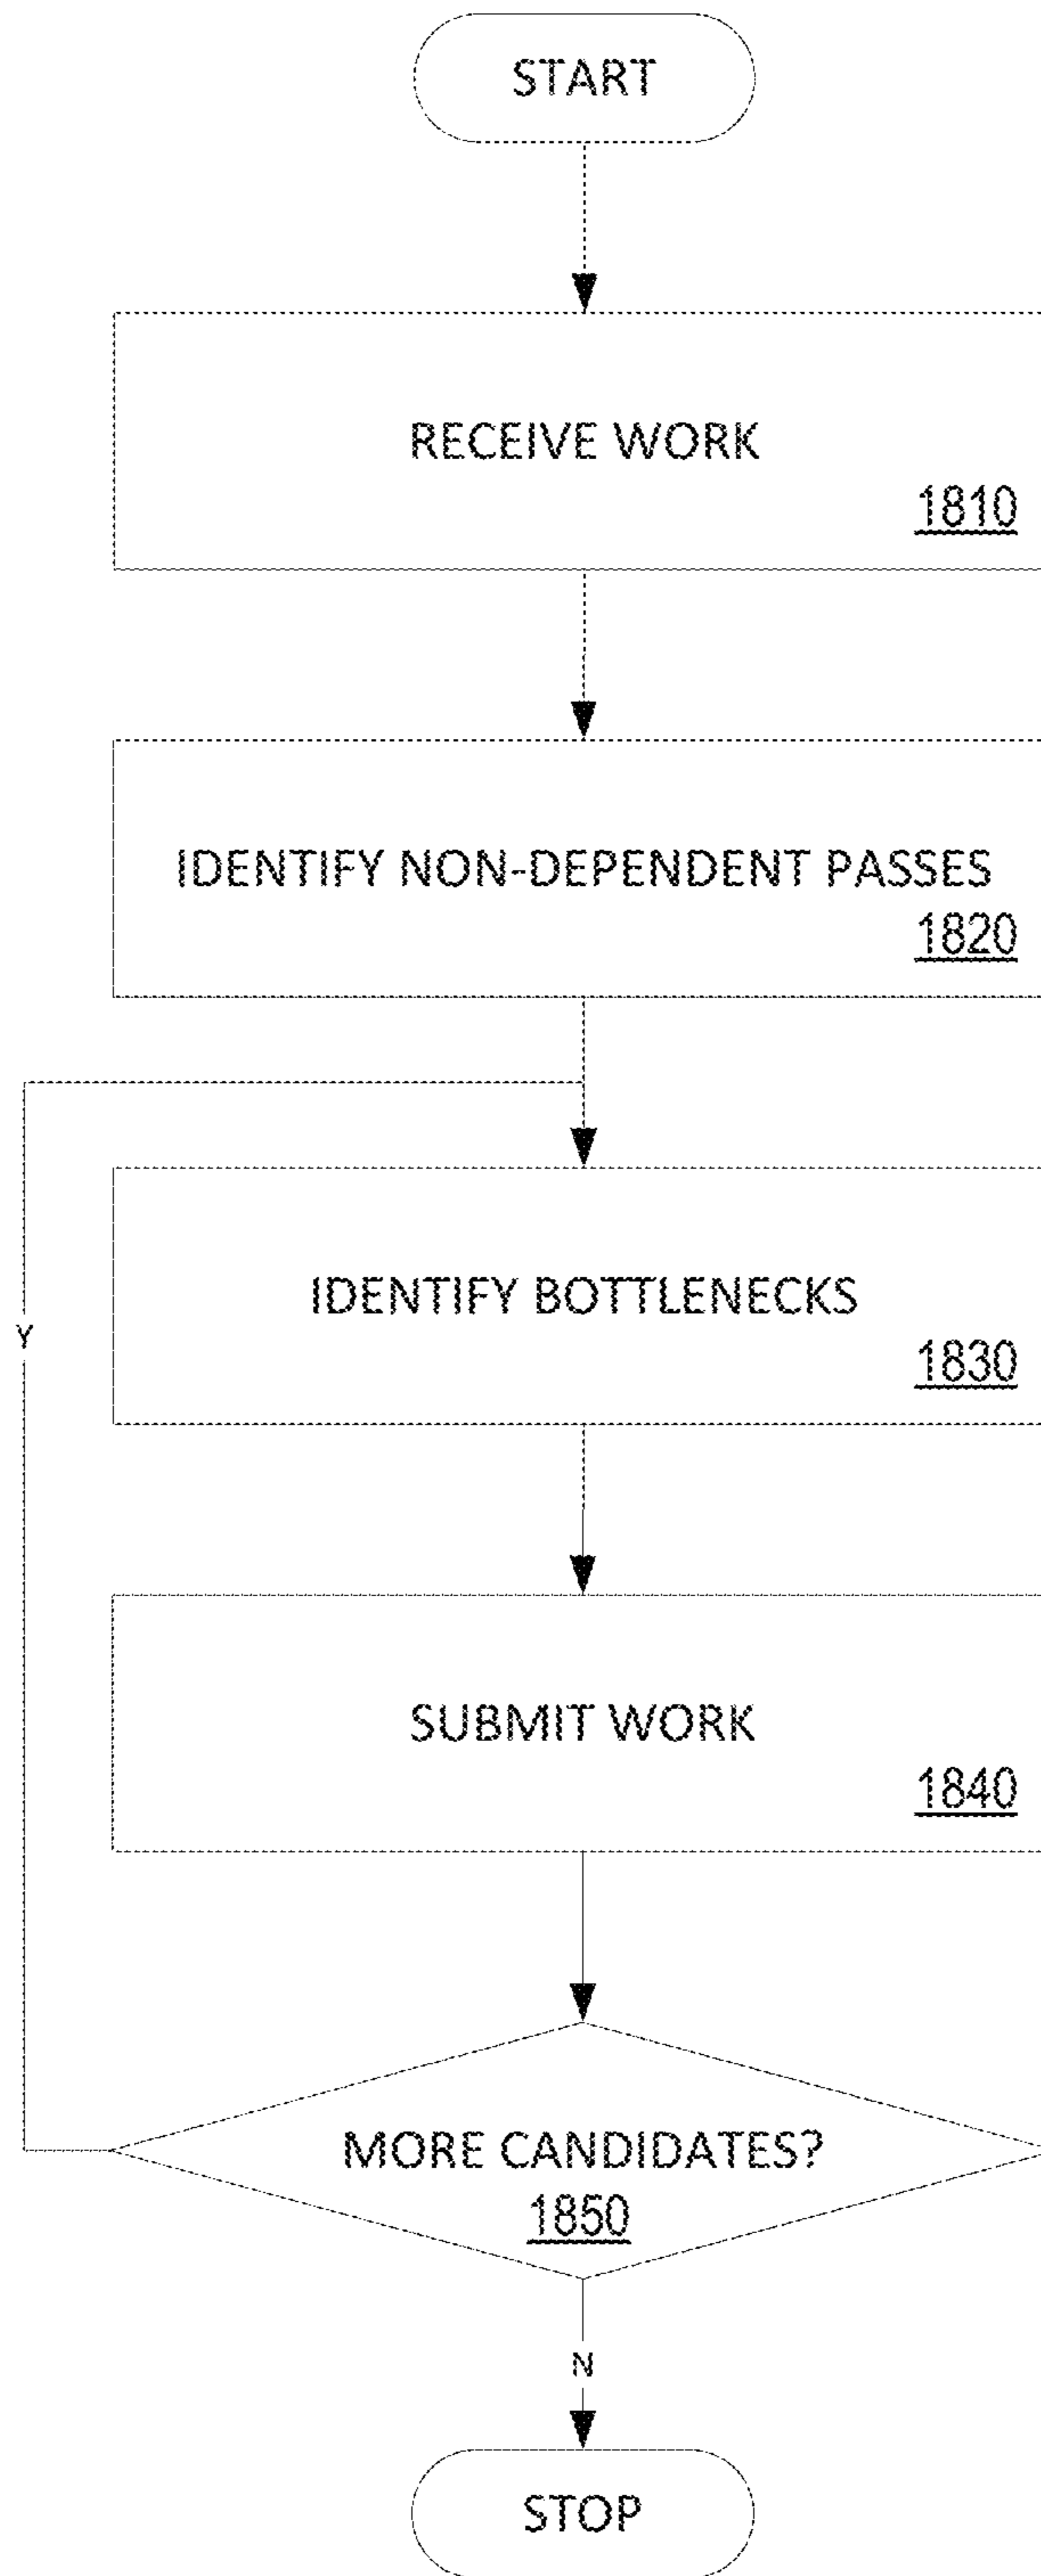 START
RECEIVE WORK
1810
IDENTIFY NON-DEPENDENT PASSES
1820
IDENTIFY BOTTLENECKS
1830
Y
SUBMIT WORK
1840
MORE CANDIDATES?
1850
N
STOP